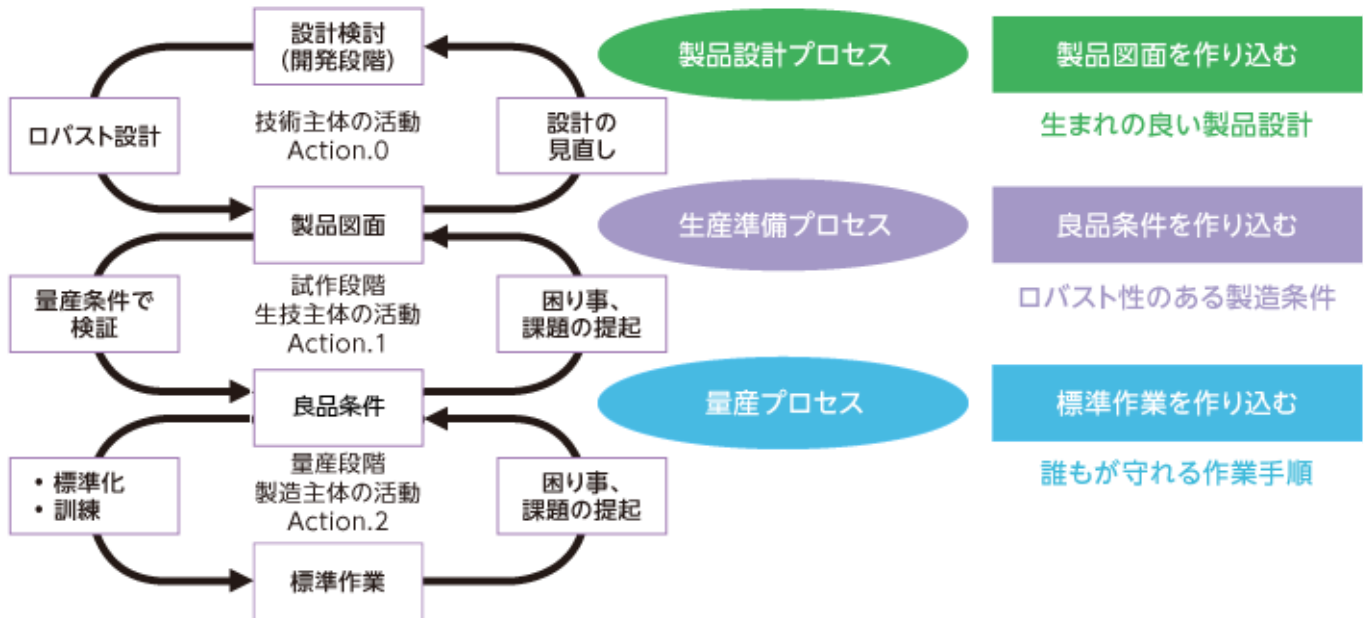 設計検討
(開発段階)
製品設計プロセス
製品図面を作り込む
ロバスト設計
技術主体の活動
Action.0
設計の
見直し
生まれの良い製品設計
製品図面
生産準備プロセス
良品条件を作り込む
量産条件で
検証
試作段階
生技主体の活動
Action.1
困り事、
課題の提起
ロバスト性のある製造条件
良品条件
量産プロセス
標準作業を作り込む
・標準化
・訓練
量産段階
製造主体の活動
Action.2
困り事、
課題の提起
誰もが守れる作業手順
標準作業